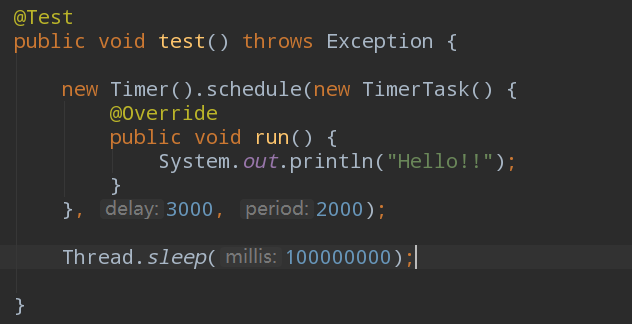 @Test
public void test() throws Exception {
new Timer().schedule(new TimerTask() {
@Override
public void run() {
System.out.println("Hello!!");
}
}, delay: 3000, period: 2000);
Thread.sleep( millis: 100000000);
}